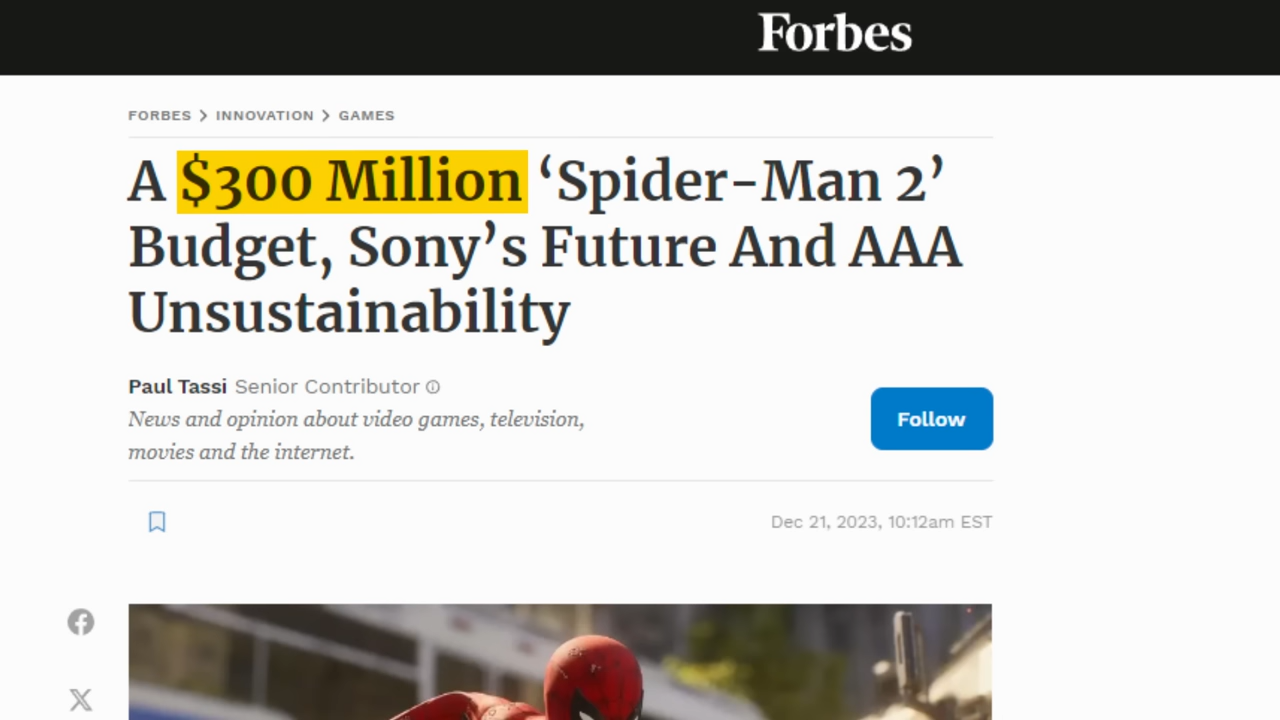 Forbes
FORBES > INNOVATION > GAMES
A $300 Million ‘Spider-Man 2’
Budget, Sony’s Future And AAA
Unsustainability
Paul Tassi Senior Contributor
News and opinion about video games, television,
movies and the internet.
Follow
Dec 21, 2023, 10:12am EST